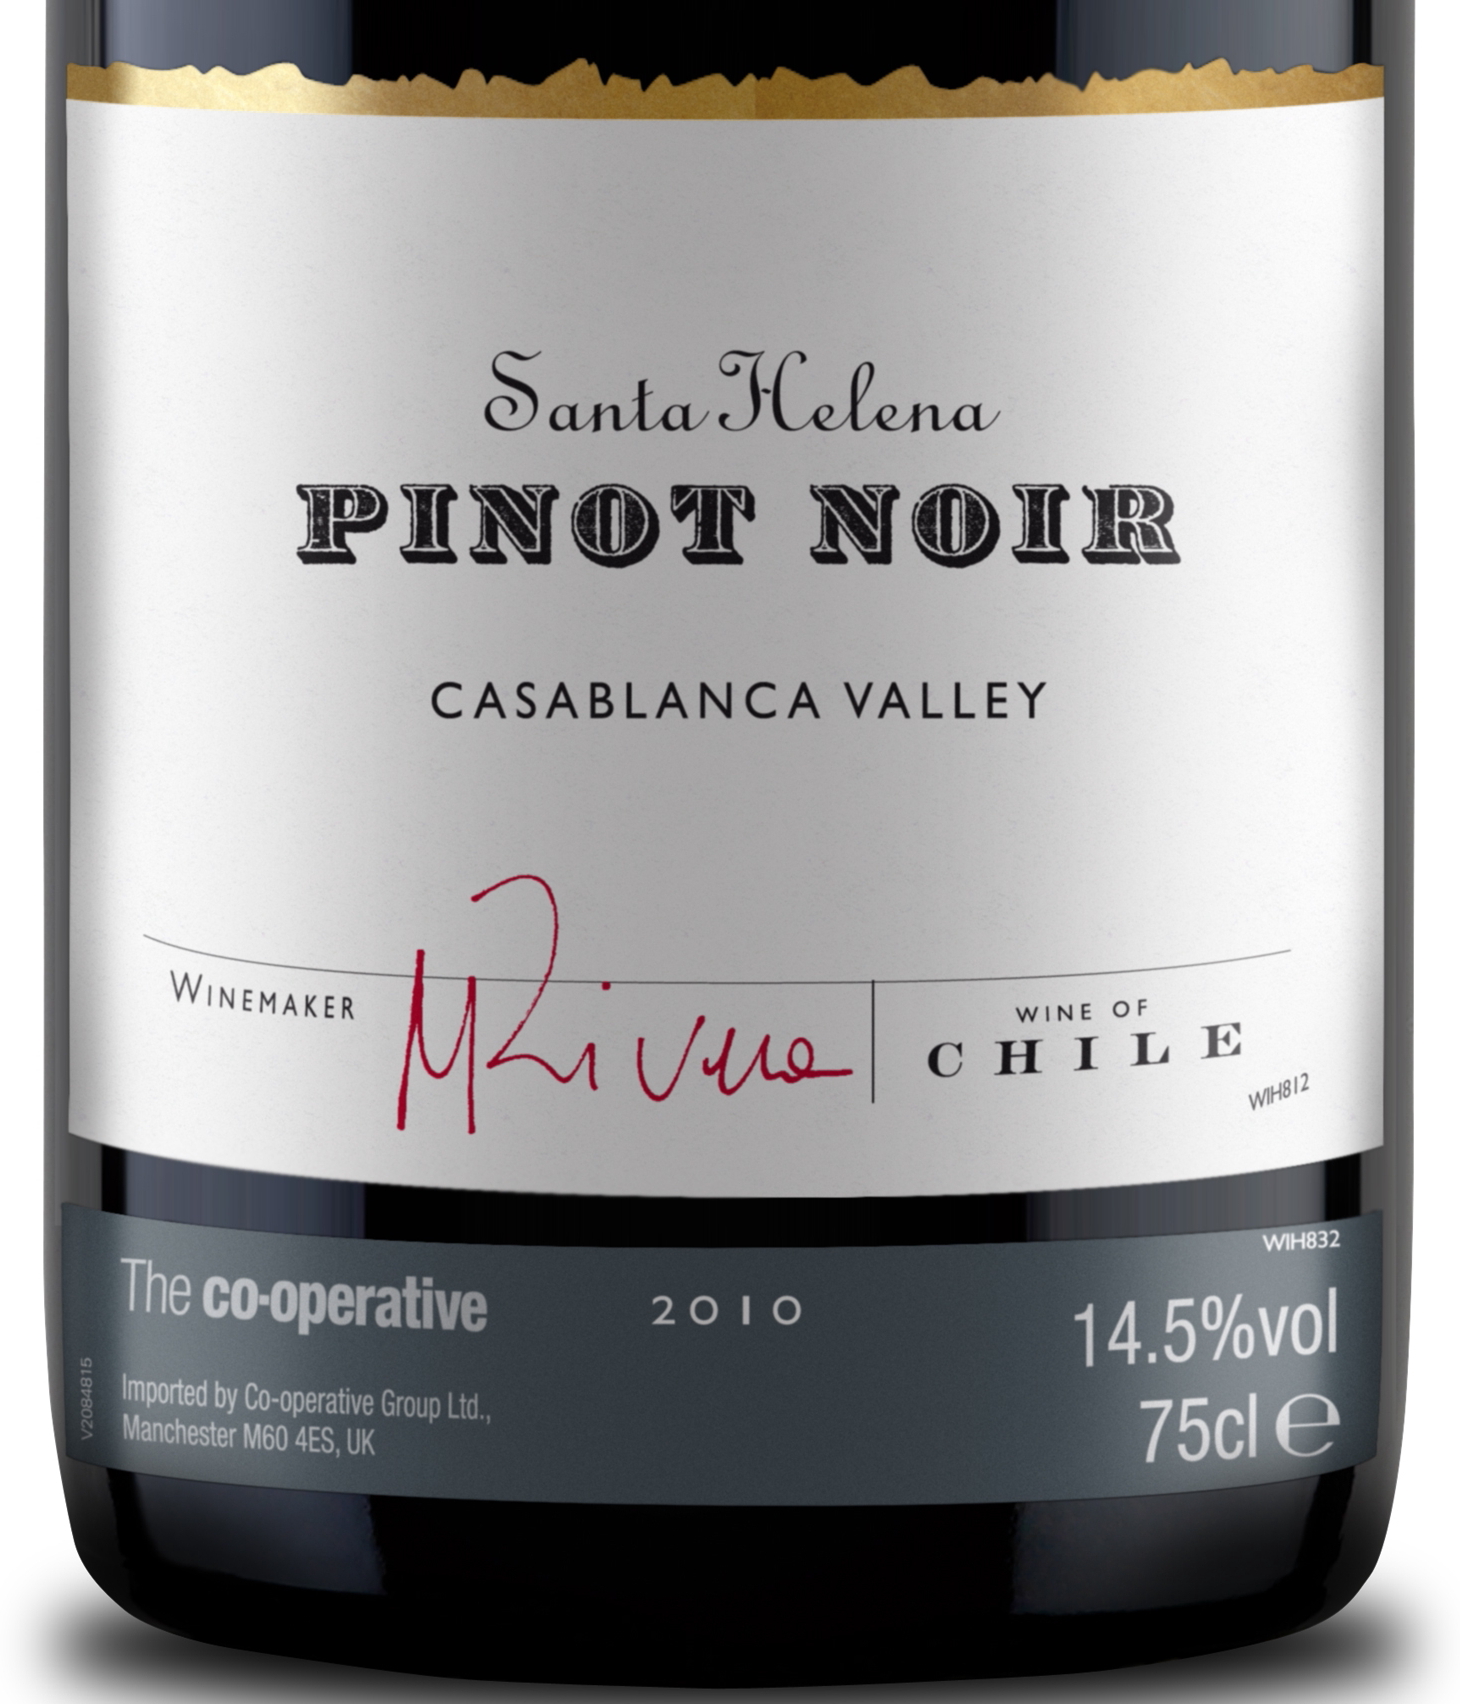 Santa Helena
PINOT NOIR
CASABLANCA VALLEY
WINEMAKER
M Rivera
WINE OF
CHILE
WIH812
WIH832
The co-operative
2010
14.5%vol
75cl e
Imported by Co-operative Group Ltd.,
Manchester M60 4ES, UK
V2084815